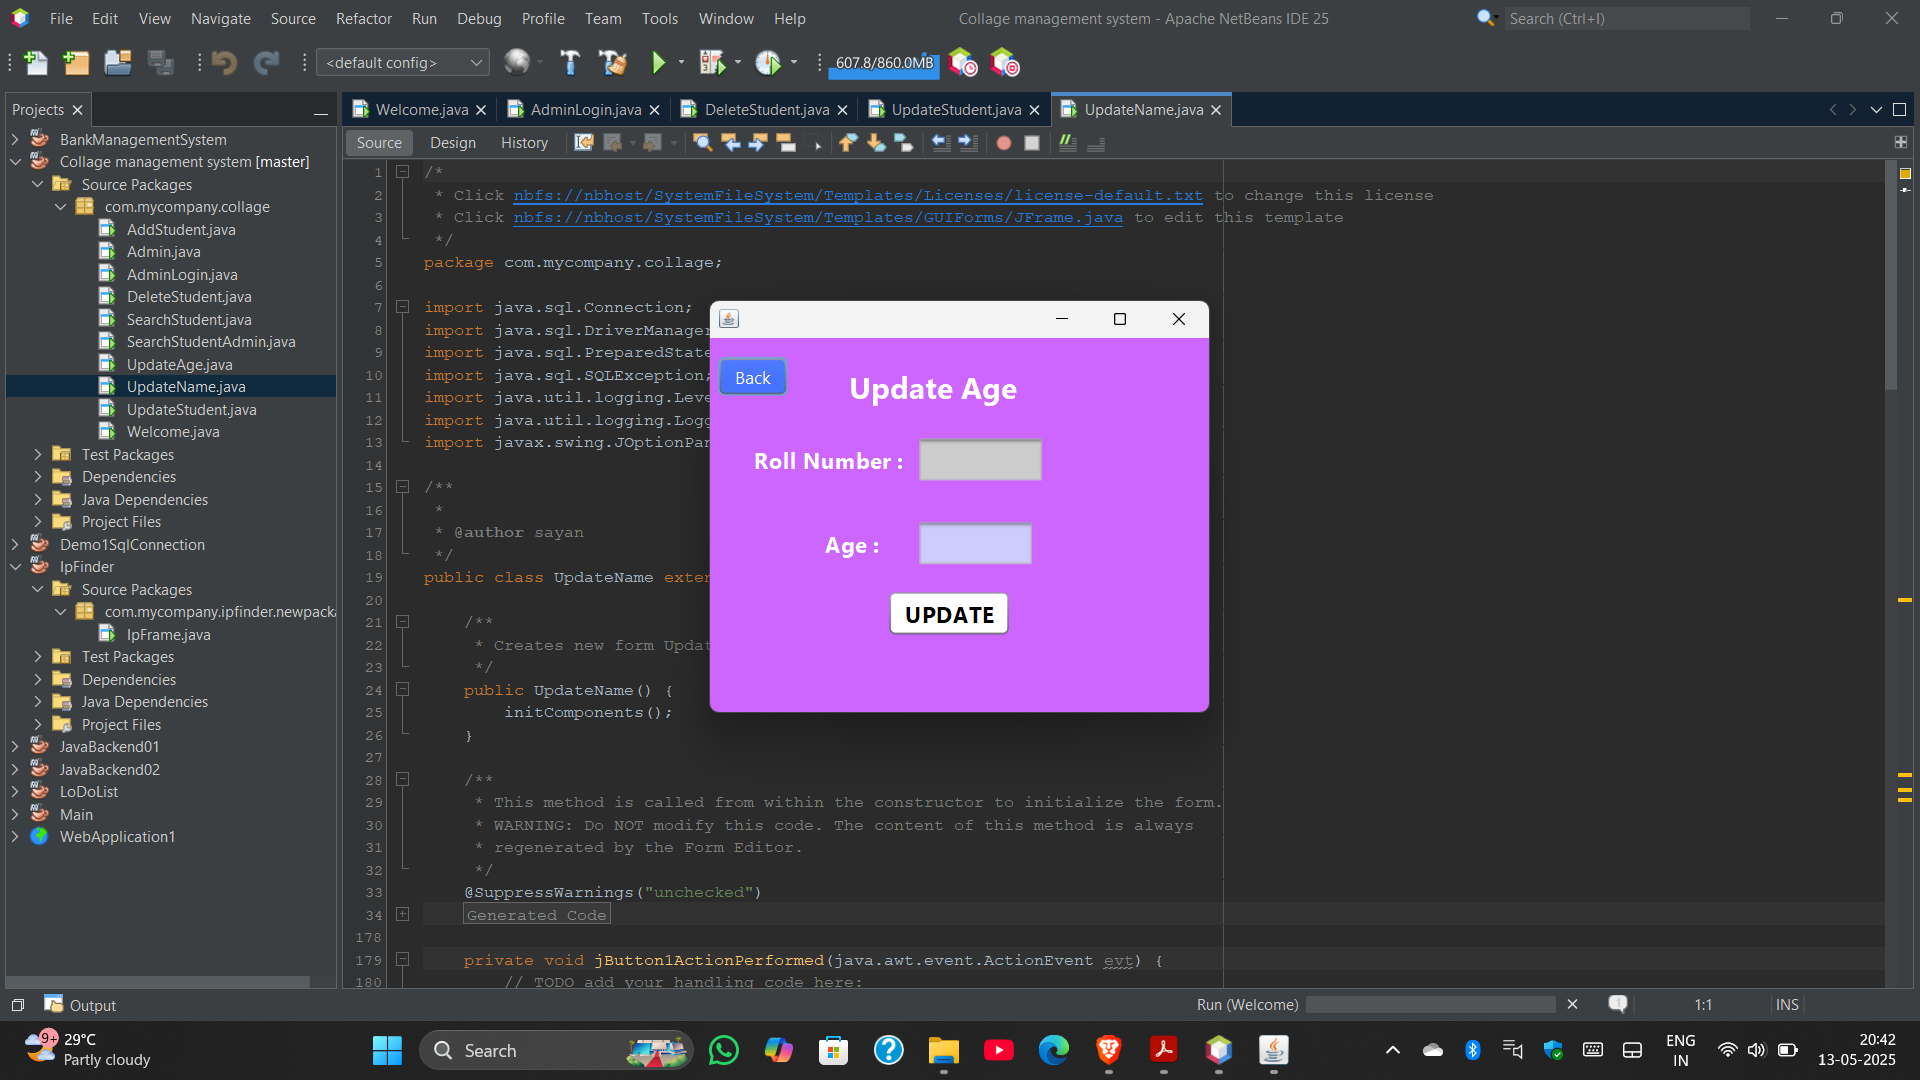 File Edit View Navigate Source Refactor Run Debug Profile Team Tools Window Help
Collage management system - Apache NetBeans IDE 25
Search (Ctrl+I)
<default config>
607.8/860.0MB
Projects
Welcome.java
AdminLogin.java
DeleteStudent.java
UpdateStudent.java
UpdateName.java
Source Design History
BankManagementSystem
Collage management system [master]
Source Packages
com.mycompany.collage
AddStudent.java
Admin.java
AdminLogin.java
DeleteStudent.java
SearchStudent.java
SearchStudentAdmin.java
UpdateAge.java
UpdateName.java
UpdateStudent.java
Welcome.java
Test Packages
Dependencies
Java Dependencies
Project Files
Demo1SqlConnection
IpFinder
Source Packages
com.mycompany.ipfinder.newpacka
IpFrame.java
Test Packages
Dependencies
Java Dependencies
Project Files
JavaBackend01
JavaBackend02
LoDoList
Main
WebApplication1
1 /*
2 * Click nbfs://nbhost/SystemFileSystem/Templates/Licenses/license-default.txt to change this license
3 * Click nbfs://nbhost/SystemFileSystem/Templates/GUIForms/JFrame.java to edit this template
4 */
5 package com.mycompany.collage;
6
7 import java.sql.Connection;
8 import java.sql.DriverManager
9 import java.sql.PreparedState
10 import java.sql.SQLException;
11 import java.util.logging.Leve
12 import java.util.logging.Logg
13 import javax.swing.JOptionPan
14
15 /**
16 *
17 * @author sayan
18 */
19 public class UpdateName exten
20
21 /**
22 * Creates new form Updat
23 */
24 public UpdateName() {
25 initComponents();
26 }
27
28 /**
29 * This method is called from within the constructor to initialize the form.
30 * WARNING: Do NOT modify this code. The content of this method is always
31 * regenerated by the Form Editor.
32 */
33 @SuppressWarnings("unchecked")
34 Generated Code
178
179 private void jButton1ActionPerformed(java.awt.event.ActionEvent evt) {
180 // TODO add your handling code here:
Back
Update Age
Roll Number :
Age :
UPDATE
Output
Run (Welcome)
1
1:1
INS
9+
29°C
Partly cloudy
Search
ENG
IN
20:42
13-05-2025